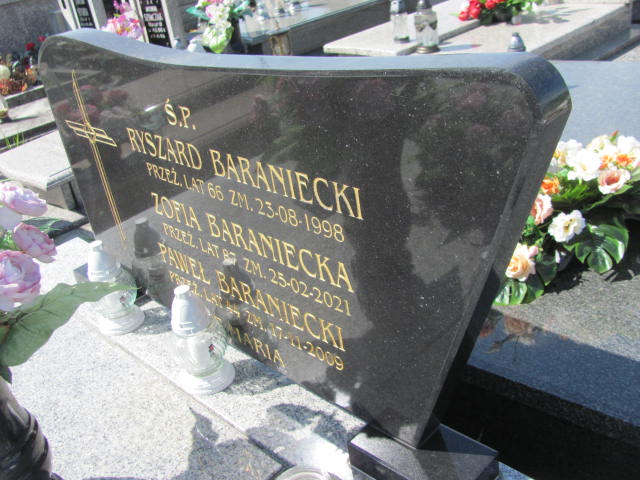 Ś.P.
RYSZARD BARANIECKI
PRZEŻ. LAT 66 ZM. 23-08-1998
ZOFIA BARANIECKA
PRZEŻ. LAT ZM. 25-02-2021
PAWEŁ BARANIECKI
LAT ZM. 17-11-2009
MARIA